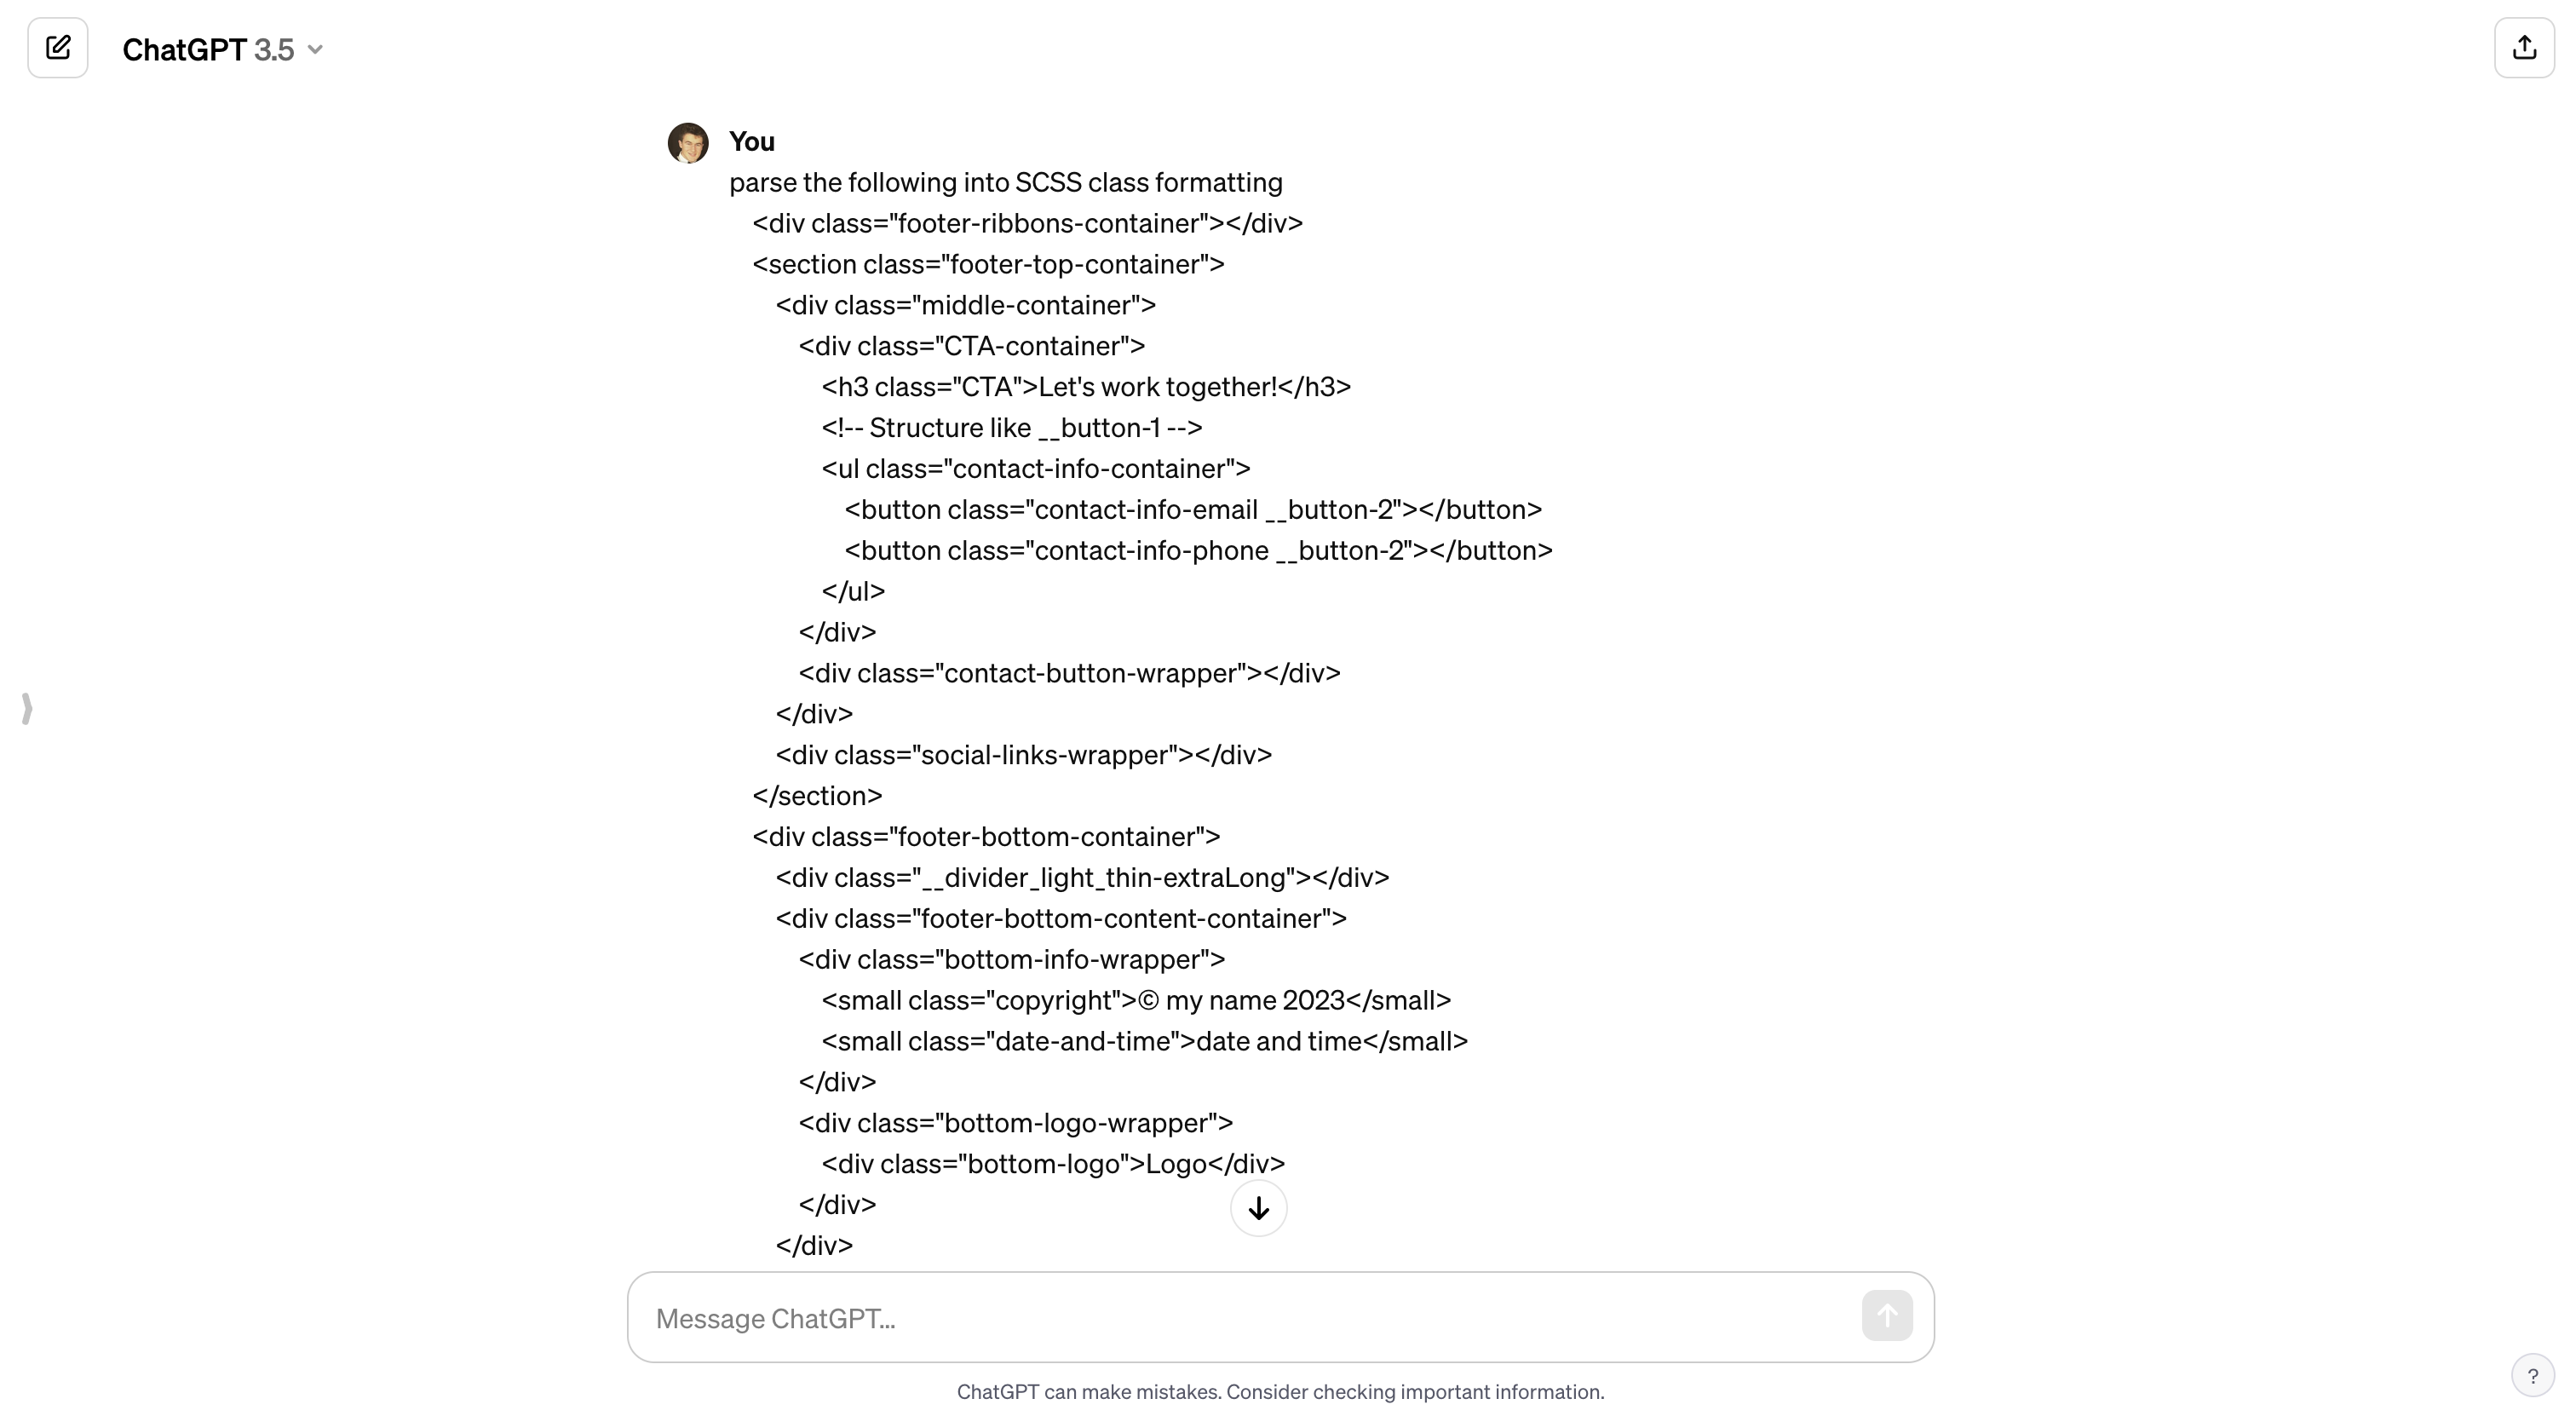 ChatGPT 3.5
You
parse the following into SCSS class formatting
<div class="footer-ribbons-container"></div>
<section class="footer-top-container">
<div class="middle-container">
<div class="CTA-container">
<h3 class="CTA">Let's work together!</h3>
<!-- Structure like __button-1 -->
<ul class="contact-info-container">
<button class="contact-info-email __button-2"></button>
<button class="contact-info-phone __button-2"></button>
</ul>
</div>
<div class="contact-button-wrapper"></div>
</div>
<div class="social-links-wrapper"></div>
</section>
<div class="footer-bottom-container">
<div class="__divider_light_thin-extraLong"></div>
<div class="footer-bottom-content-container">
<div class="bottom-info-wrapper">
<small class="copyright">© my name 2023</small>
<small class="date-and-time">date and time</small>
</div>
<div class="bottom-logo-wrapper">
<div class="bottom-logo">Logo</div>
</div>
</div>
Message ChatGPT...
ChatGPT can make mistakes. Consider checking important information.
?